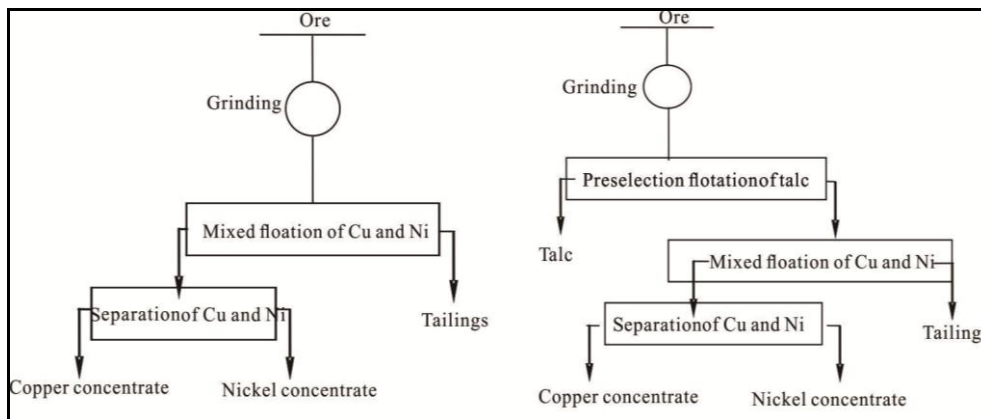 Ore
Grinding
Mixed floation of Cu and Ni
Separationof Cu and Ni
Tailings
Copper concentrate
Nickel concentrate
Ore
Grinding
Preselection flotationof talc
Talc
Mixed floation of Cu and Ni
Separationof Cu and Ni
Tailing
Copper concentrate
Nickel concentrate